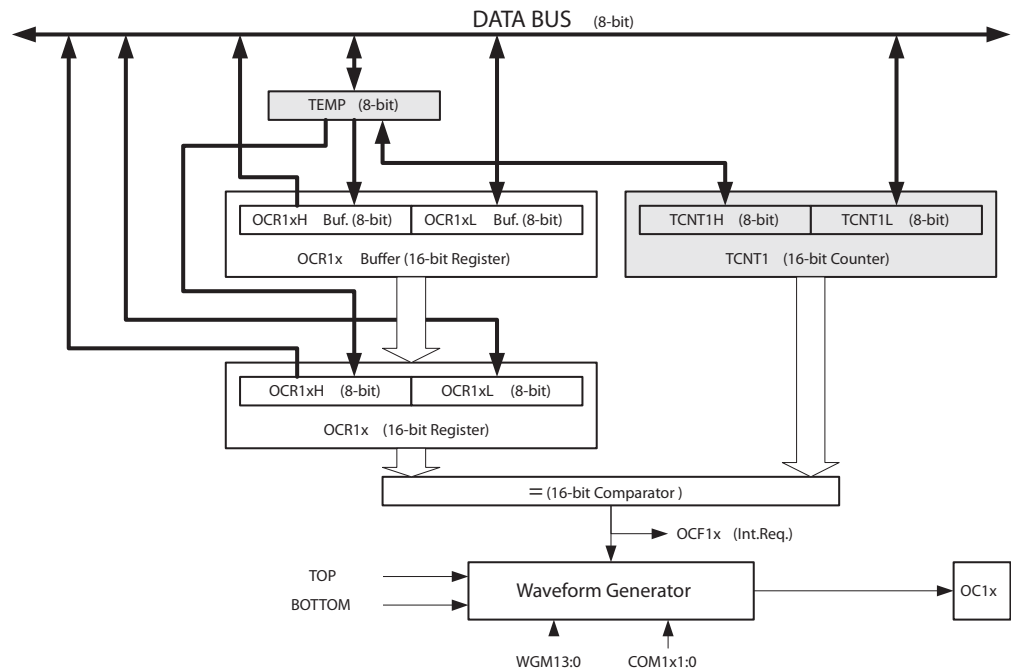 DATA BUS (8-bit)
TEMP (8-bit)
OCR1xH Buf. (8-bit) OCR1xL Buf. (8-bit)
OCR1x Buffer (16-bit Register)
TCNT1H (8-bit) TCNT1L (8-bit)
TCNT1 (16-bit Counter)
OCR1xH (8-bit) OCR1xL (8-bit)
OCR1x (16-bit Register)
= (16-bit Comparator )
OCF1x (Int.Req.)
TOP
BOTTOM
Waveform Generator
OC1x
WGM13:0 COM1x1:0